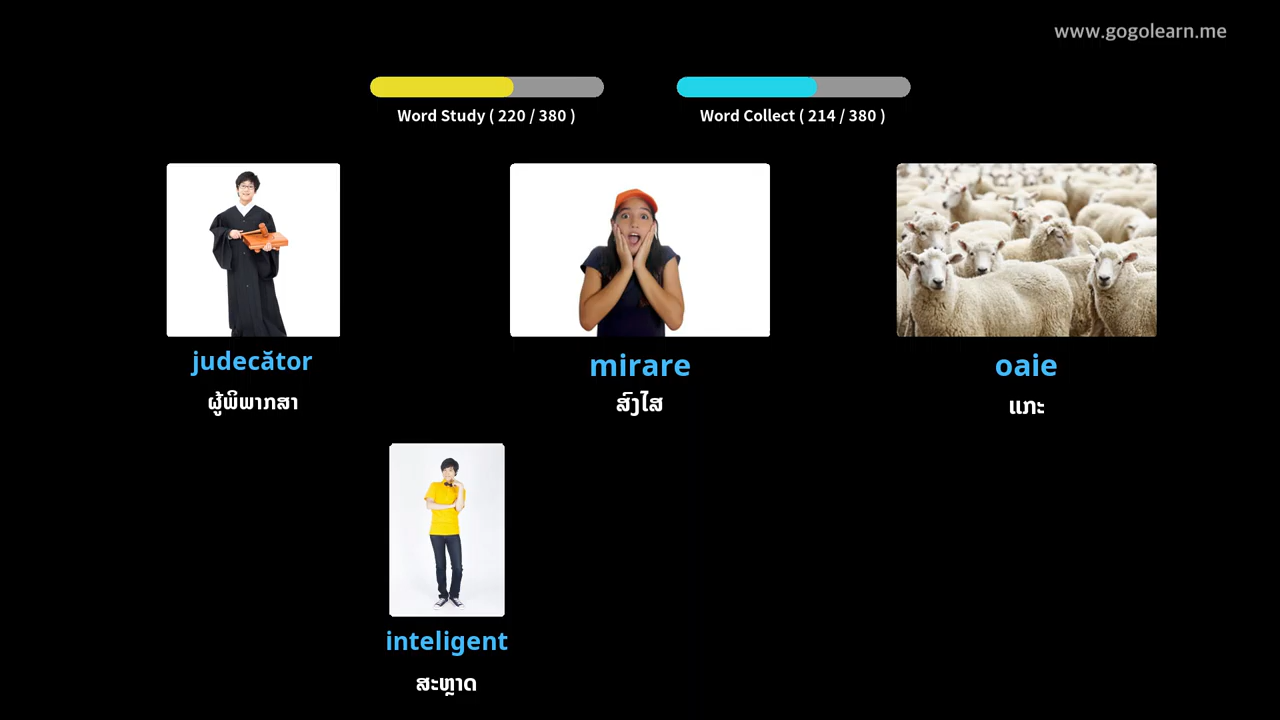 www.gogolearn.me
Word Study ( 220 / 380 )
Word Collect ( 214 / 380 )
judecător
mirare
oaie
ຜູ້ພິພາກສາ
ສົງໄສ
ແກະ
inteligent
ສະຫຼາດ